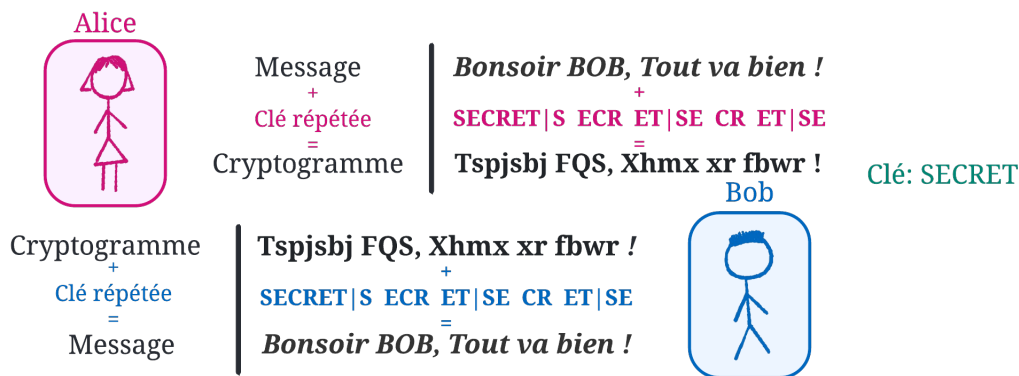 Alice
Message
Bonsoir BOB, Tout va bien !
+
+
Clé répétée
SECRET|S ECR ET|SE CR ET|SE
=
=
Cryptogramme
Tspjsbj FQS, Xhmx xr fbwr !
Clé: SECRET
Bob
Cryptogramme
Tspjsbj FQS, Xhmx xr fbwr !
+
+
Clé répétée
SECRET|S ECR ET|SE CR ET|SE
=
=
Message
Bonsoir BOB, Tout va bien !